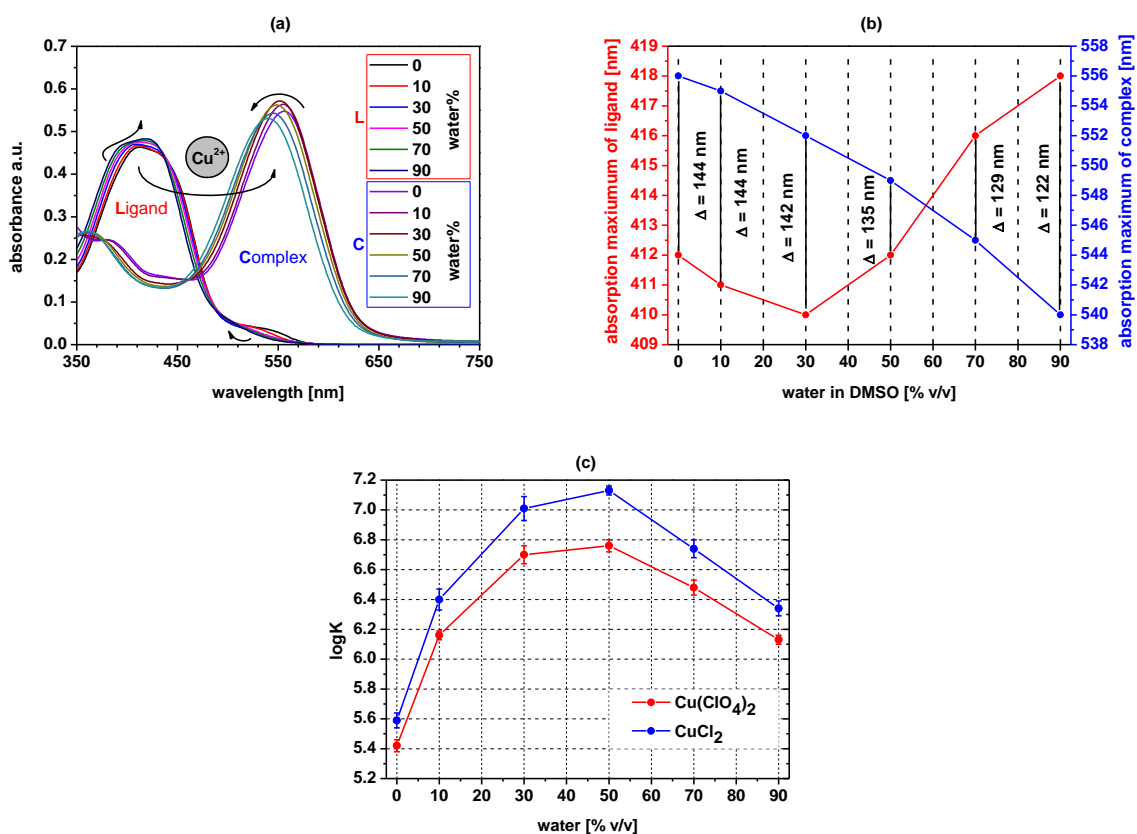 (a)
0.7
0.6
0.5
0.4
0.3
0.2
0.1
0.0
absorbance a.u.
350
450
550
650
750
wavelength [nm]
Cu2+
Ligand
Complex
L
0
10
30
50
70
90
water%
C
0
10
30
50
70
90
water%
(b)
419
418
417
416
415
414
413
412
411
410
409
absorption maxiumum of ligand [nm]
558
556
554
552
550
548
546
544
542
540
538
absorption maximum of complex [nm]
Δ = 144 nm
Δ = 144 nm
Δ = 142 nm
Δ = 135 nm
Δ = 129 nm
Δ = 122 nm
0 10 20 30 40 50 60 70 80 90
water in DMSO [% v/v]
(c)
7.2
7.0
6.8
6.6
6.4
6.2
6.0
5.8
5.6
5.4
5.2
logK
Cu(ClO4)2
CuCl2
0 10 20 30 40 50 60 70 80 90
water [% v/v]